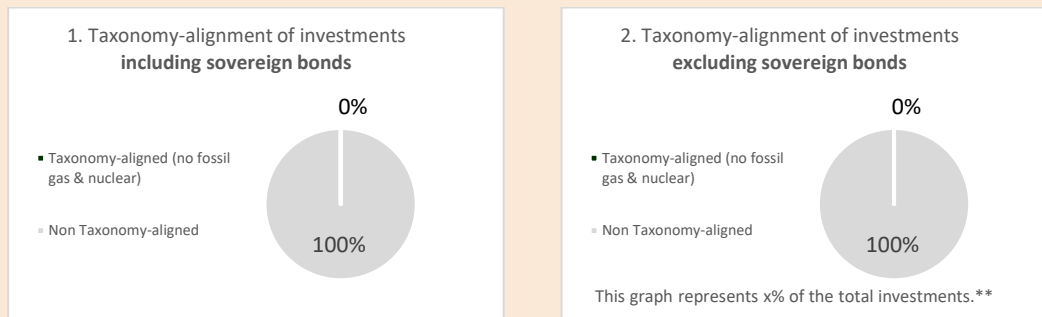 1. Taxonomy-alignment of investments
including sovereign bonds
0%
Taxonomy-aligned (no fossil
gas & nuclear)
Non Taxonomy-aligned
100%
2. Taxonomy-alignment of investments
excluding sovereign bonds
0%
Taxonomy-aligned (no fossil
gas & nuclear)
Non Taxonomy-aligned
100%
This graph represents x% of the total investments.**